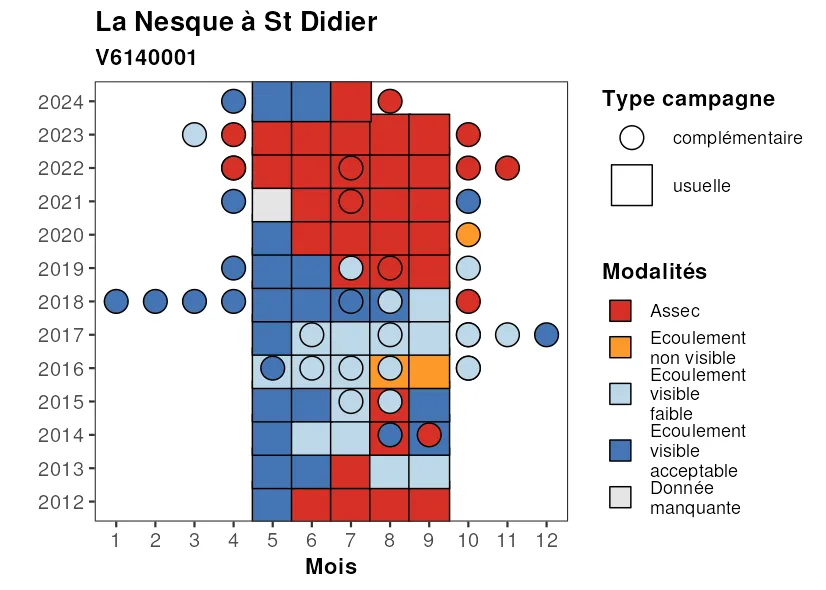 La Nesque à St Didier
V6140001
2024
2023
2022
2021
2020
2019
2018
2017
2016
2015
2014
2013
2012
1 2 3 4 5 6 7 8 9 10 11 12
Mois
Type campagne
complémentaire
usuelle
Modalités
Assec
Ecoulement
non visible
Ecoulement
visible
faible
Ecoulement
visible
acceptable
Donnée
manquante